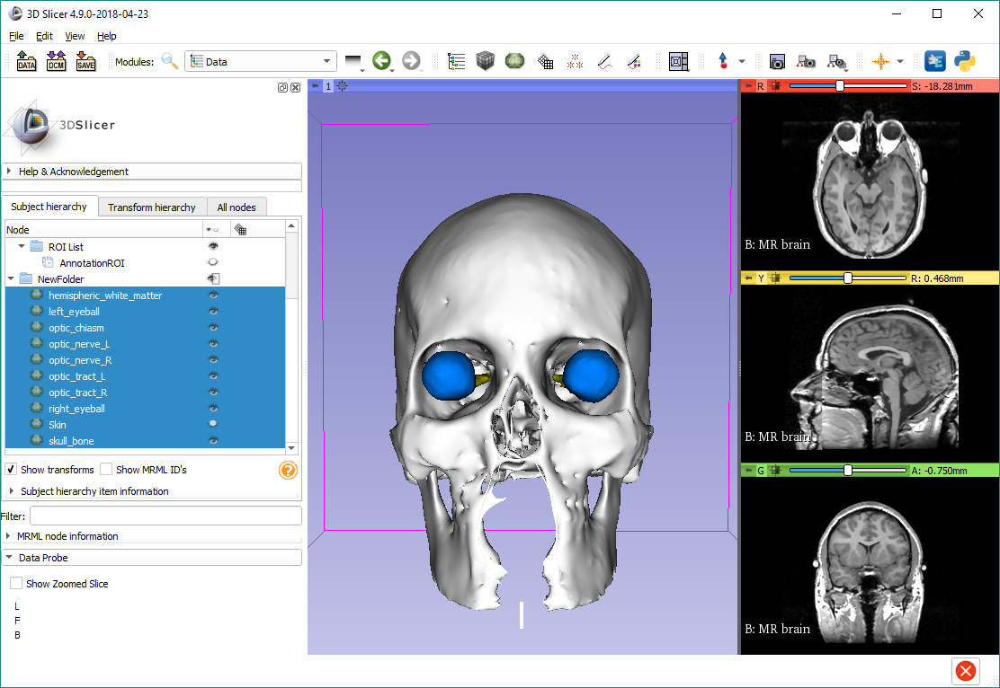 3D Slicer 4.9.0-2018-04-23
File Edit View Help
DATA DCM SAVE Modules: Data
3DSlicer
Help & Acknowledgement
Subject hierarchy Transform hierarchy All nodes
Node
ROI List
AnnotationROI
NewFolder
hemispheric_white_matter
left_eyeball
optic_chiasm
optic_nerve_L
optic_nerve_R
optic_tract_L
optic_tract_R
right_eyeball
Skin
skull_bone
Show transforms Show MRML ID's
?
Subject hierarchy item information
Filter:
MRML node information
Data Probe
Show Zoomed Slice
L
F
B
1
R S: -18.281mm
B: MR brain
Y R: 0.468mm
B: MR brain
G A: -0.750mm
B: MR brain